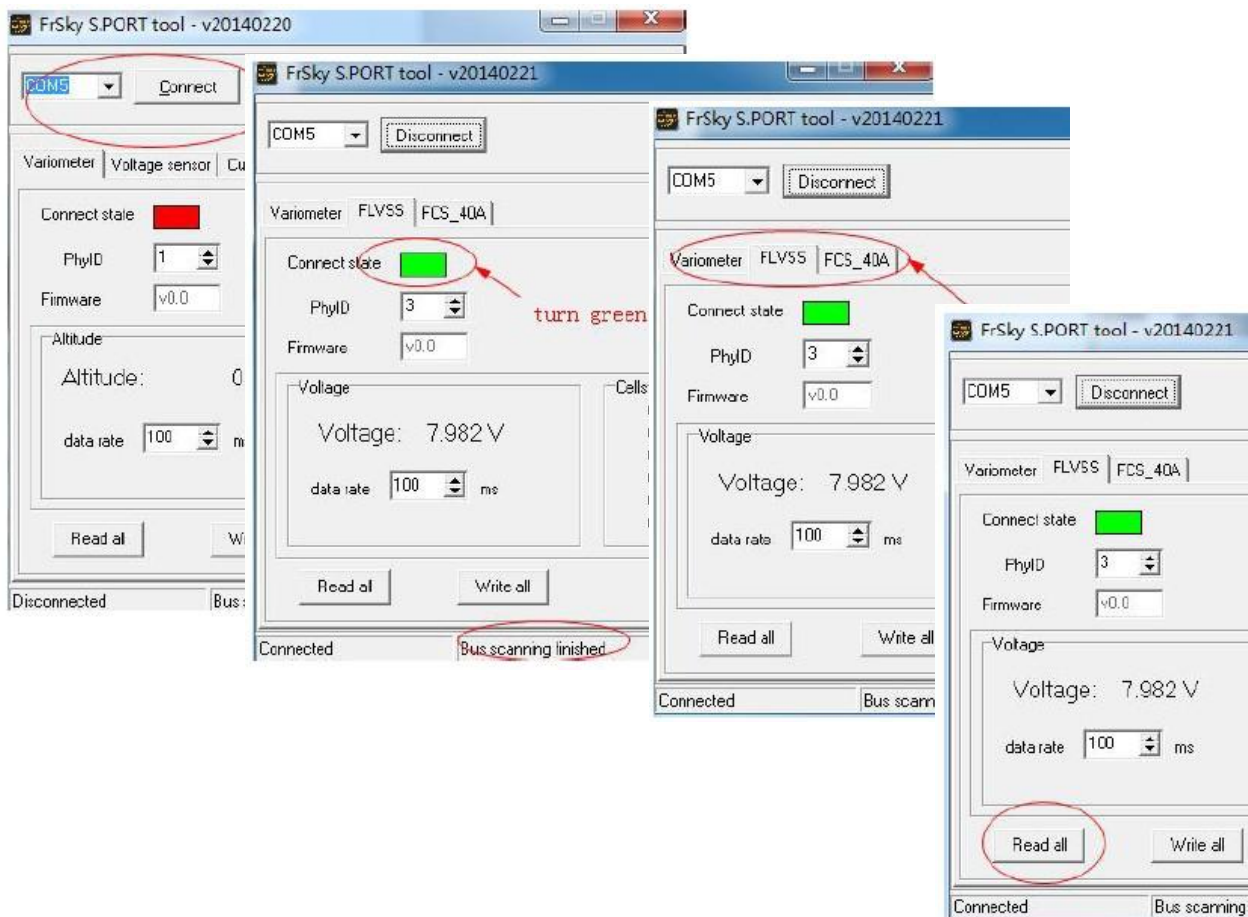 FrSky S.PORT tool - v20140220
COM5 Connect
Variometer Voltage sensor Cu
Connect state
PhyID 1
Firmware v0.0
Altitude
Altitude: 0
data rate 100 m
Read all W
Disconnected Bus
FrSky S.PORT tool - v20140221
COM5 Disconnect
Variometer FLVSS FCS_40A
Connect state
turn green
PhyID 3
Firmware v0.0
Voltage Cells
Voltage: 7.982 V
data rate 100 ms
Read all Write all
Connected Bus scanning finished
FrSky S.PORT tool - v20140221
COM5 Disconnect
Variometer FLVSS FCS_40A
Connect state
PhyID 3
Firmware v0.0
Voltage
Voltage: 7.982 V
data rate 100 ms
Read all Write all
Connected Bus scann
FrSky S.PORT tool - v20140221
COM5 Disconnect
Variometer FLVSS FCS_40A
Connect state
PhyID 3
Firmware v0.0
Voltage
Voltage: 7.982 V
data rate 100 ms
Read all Write all
Connected Bus scanning